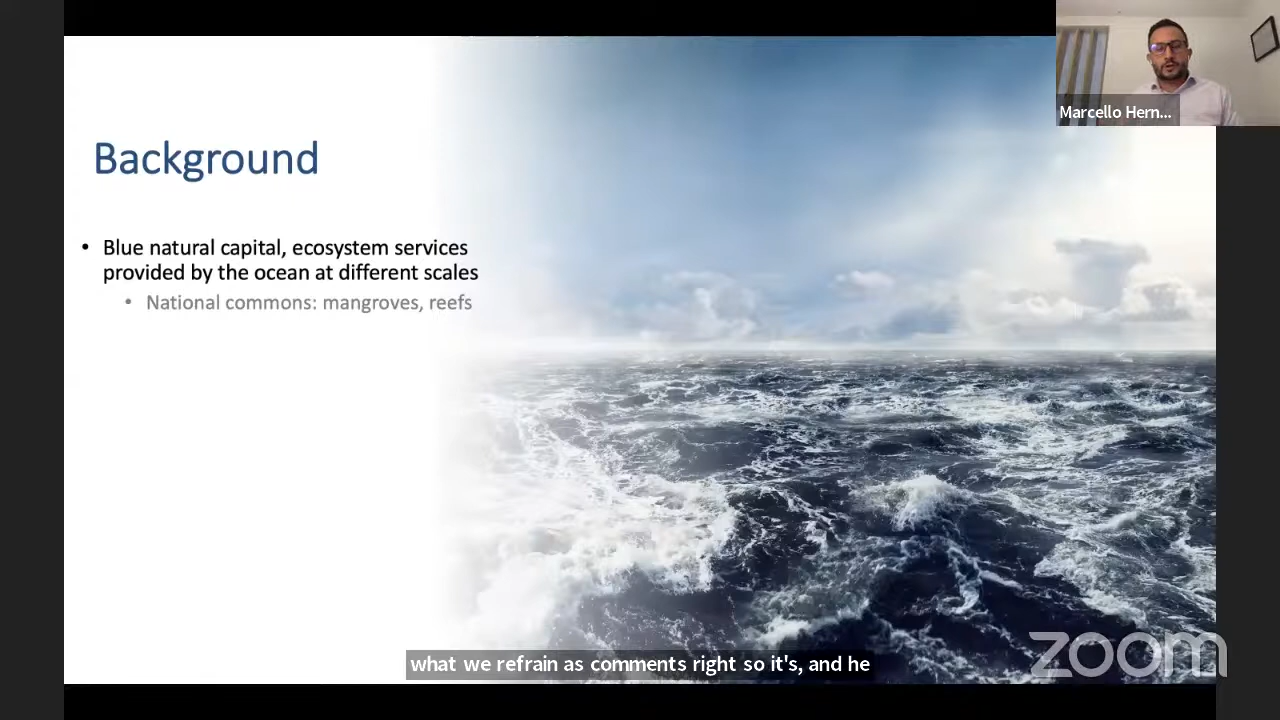 Marcello Hern...
Background
• Blue natural capital, ecosystem services
provided by the ocean at different scales
• National commons: mangroves, reefs
what we refrain as comments right so it's, and he
zoom